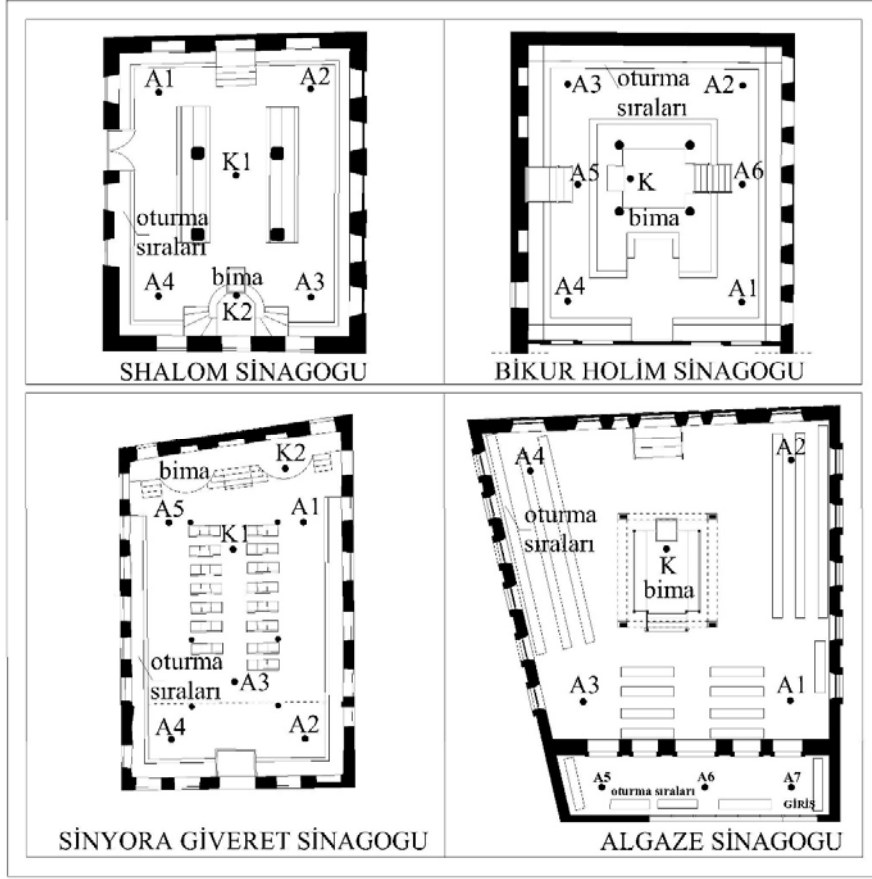 A1
A2
K1
oturma
sıraları
A4
bima
A3
K2
SHALOM SİNAGOGU
A3
oturma
sıraları
A2
A5
K
A6
bima
A4
A1
BİKUR HOLİM SİNAGOGU
bima
K2
A5
A1
K1
oturma
sıraları
A3
A4
A2
SİNYORA GİVERET SİNAGOGU
A4
A2
oturma
sıraları
K
bima
A3
A1
A5
A6
A7
oturma sıraları
GİRİŞ
ALGAZE SİNAGOGU